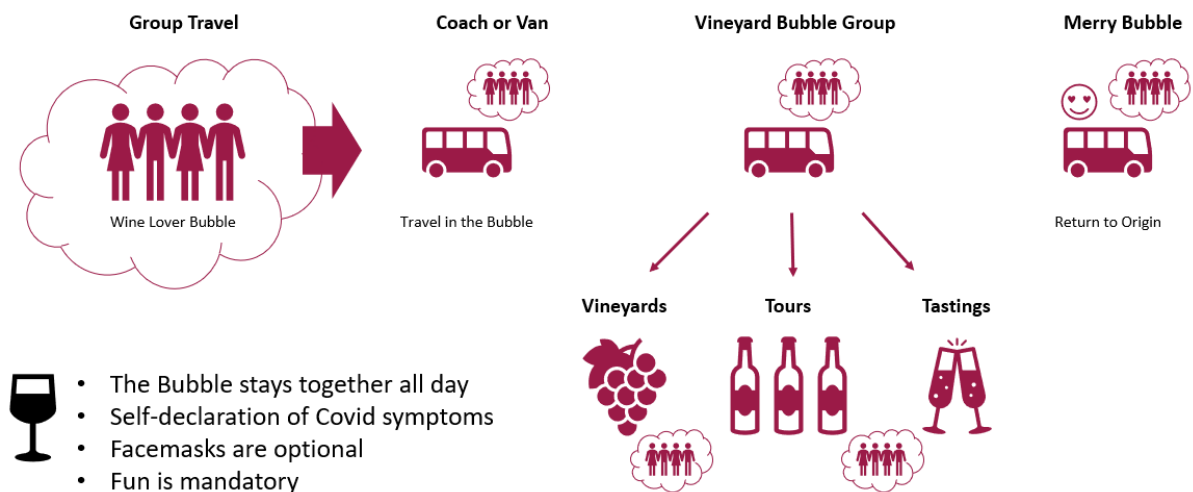 Group Travel
Coach or Van
Vineyard Bubble Group
Merry Bubble
Wine Lover Bubble
Travel in the Bubble
Return to Origin
Vineyards
Tours
Tastings
• The Bubble stays together all day
• Self-declaration of Covid symptoms
• Facemasks are optional
• Fun is mandatory